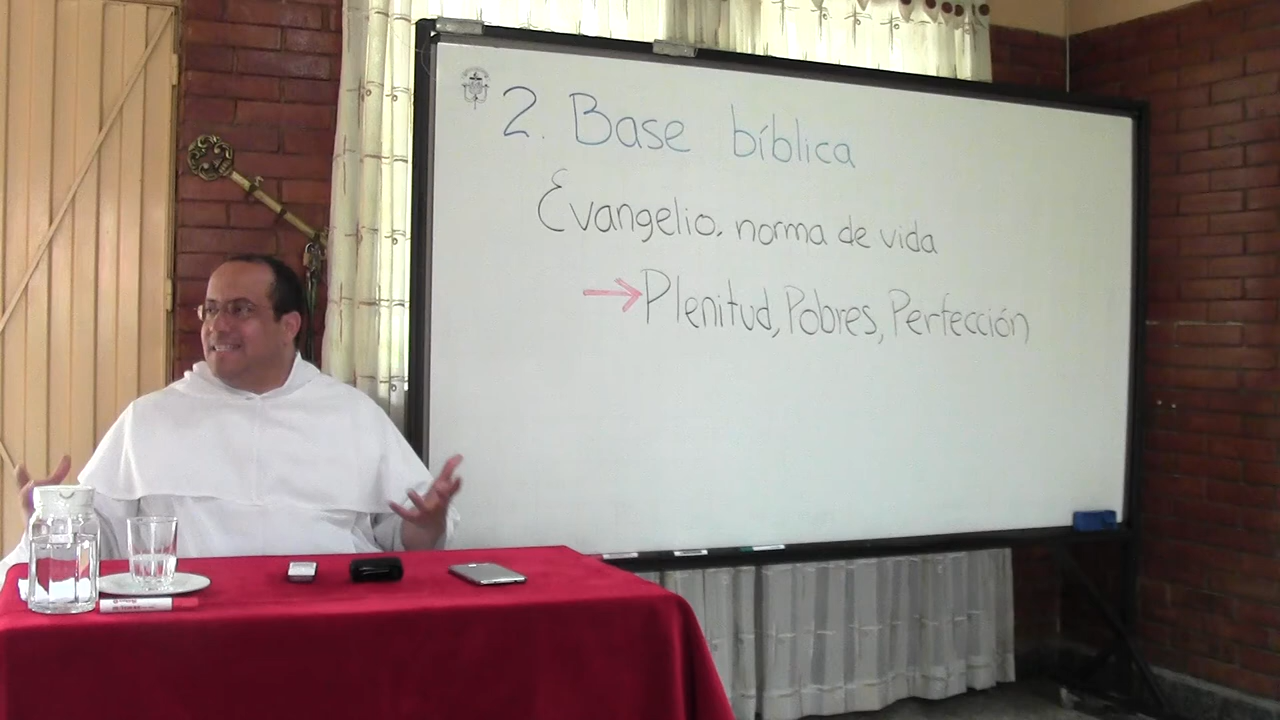 2. Base bíblica
Evangelio, norma de vida
→ Plenitud, Pobres, Perfección